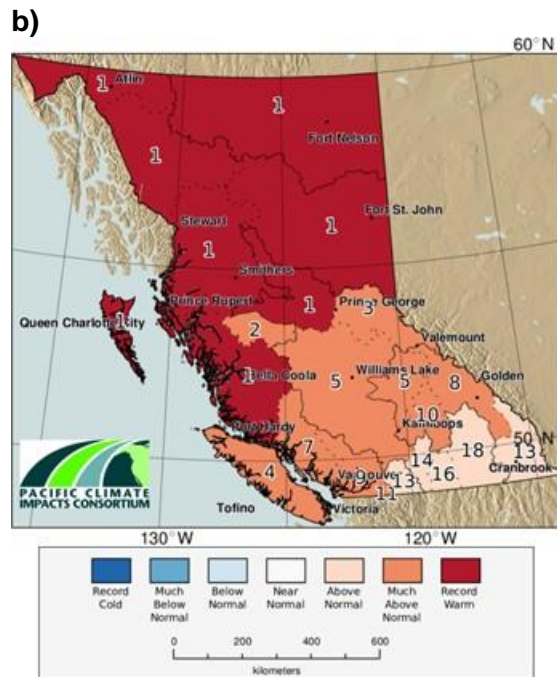 b)
60°N
1 Atlin
1
Fort Nelson
1
Fort St. John
Stewart
1
1
Smithers
Prince Rupert
1
Prince George
3
Queen Charlotte City
1
2
Valemount
1
Bella Coola
5
Williams Lake
5
8
Golden
10
Kamloops
Port Hardy
50°N
7
18
13
14
Cranbrook
4
Vancouver
9
13
16
11
PACIFIC CLIMATE
IMPACTS CONSORTIUM
Tofino
Victoria
130°W
120°W
Record Cold
Much Below Normal
Below Normal
Near Normal
Above Normal
Much Above Normal
Record Warm
0 200 400 600
kilometers